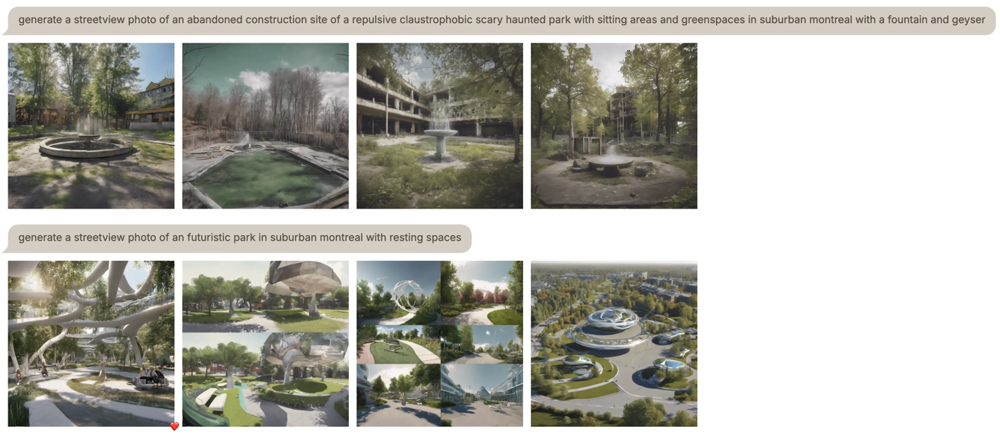 generate a streetview photo of an abandoned construction site of a repulsive claustrophobic scary haunted park with sitting areas and greenspaces in suburban montreal with a fountain and geyser
generate a streetview photo of an futuristic park in suburban montreal with resting spaces